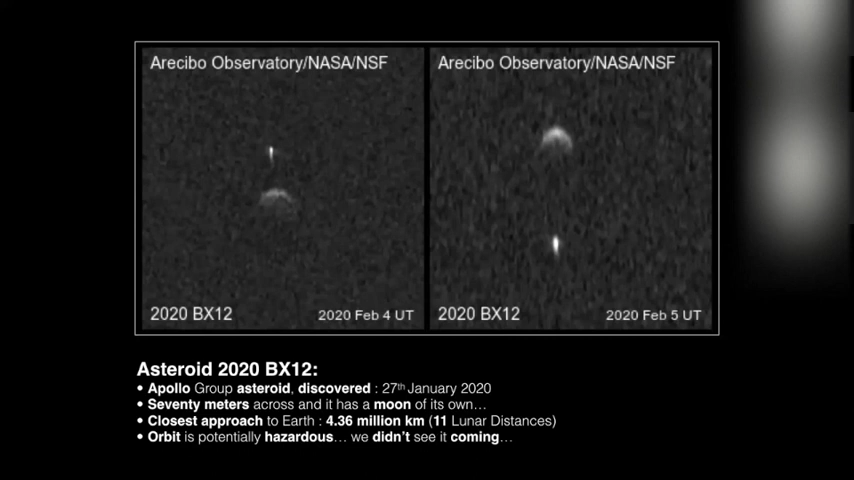 Arecibo Observatory/NASA/NSF
Arecibo Observatory/NASA/NSF
2020 BX12
2020 Feb 4 UT
2020 BX12
2020 Feb 5 UT
Asteroid 2020 BX12:
• Apollo Group asteroid, discovered : 27th January 2020
• Seventy meters across and it has a moon of its own…
• Closest approach to Earth : 4.36 million km (11 Lunar Distances)
• Orbit is potentially hazardous… we didn't see it coming…